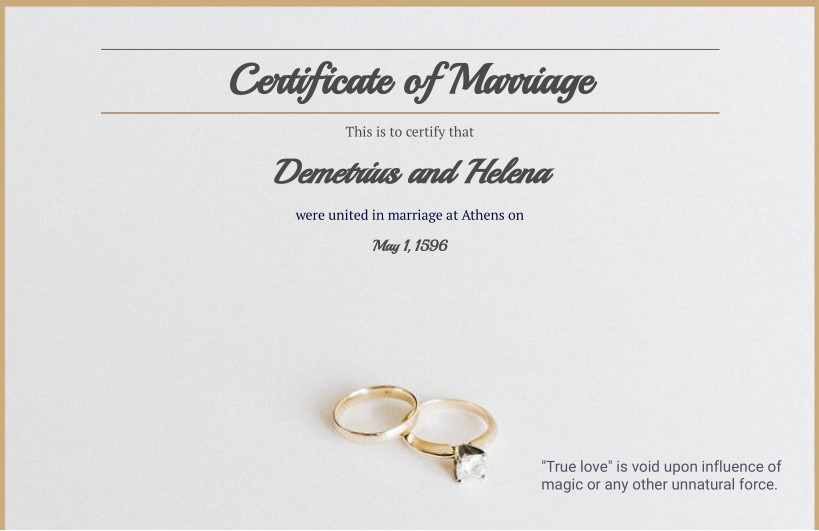 Certificate of Marriage
This is to certify that
Demetrius and Helena
were united in marriage at Athens on
May 1, 1596
"True love" is void upon influence of
magic or any other unnatural force.